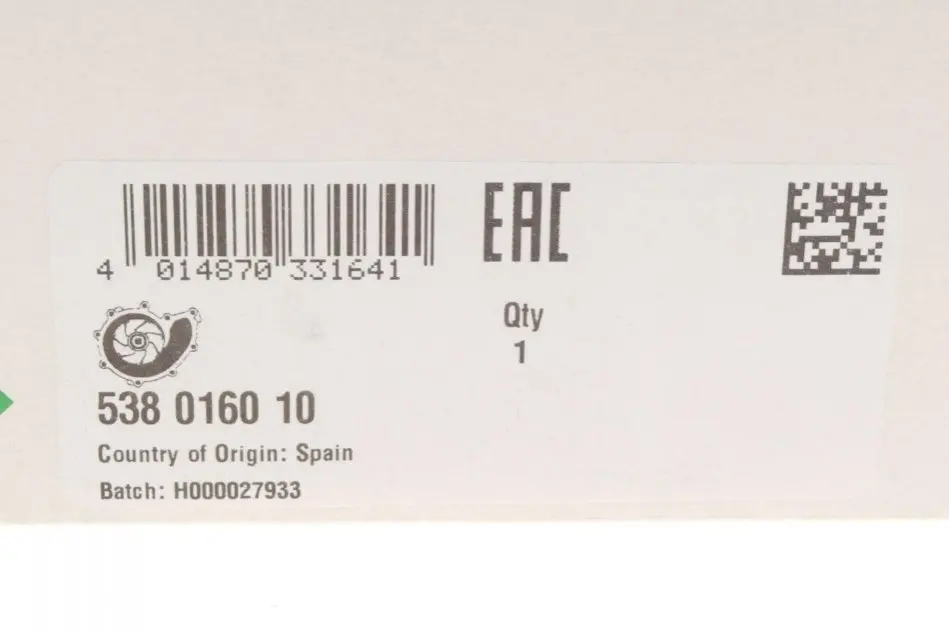 4 014870 331641
EAC
Qty
1
538 0160 10
Country of Origin: Spain
Batch: H000027933